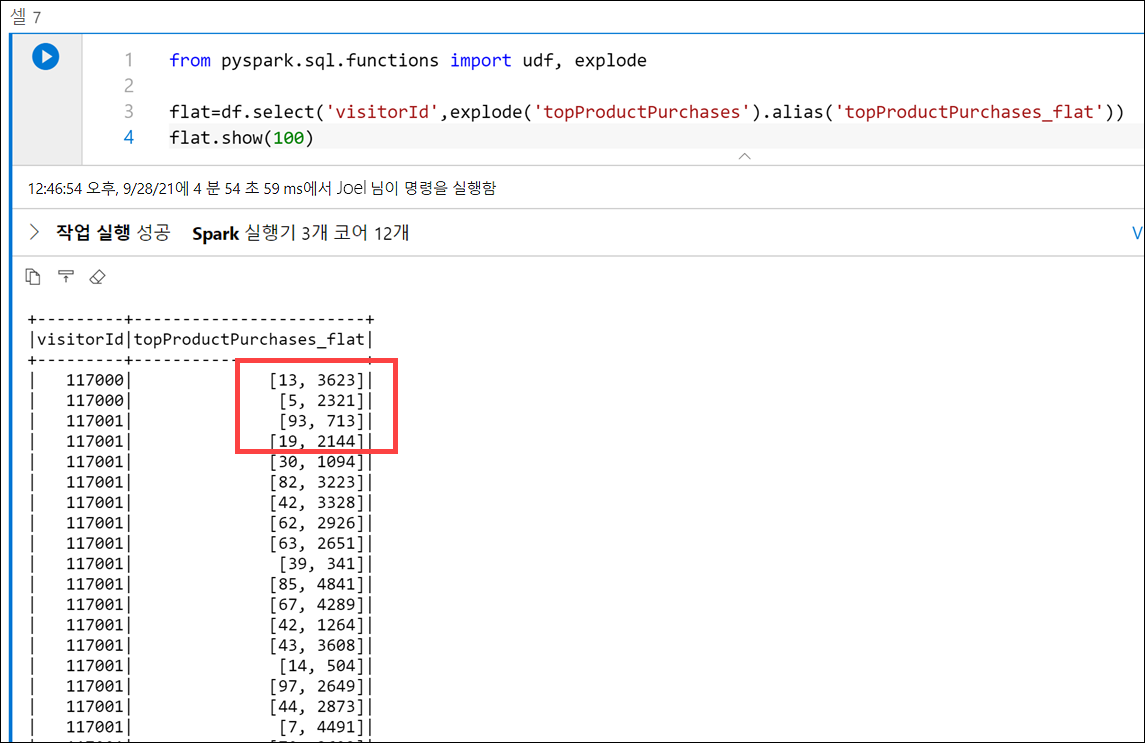 셀 7
1 from pyspark.sql.functions import udf, explode
2
3 flat=df.select('visitorId',explode('topProductPurchases').alias('topProductPurchases_flat'))
4 flat.show(100)
12:46:54 오후, 9/28/21에 4 분 54 초 59 ms에서 Joel 님이 명령을 실행함
작업 실행 성공 Spark 실행기 3개 코어 12개 V
+---------+------------------------+
|visitorId|topProductPurchases_flat|
+---------+------------------------+
| 117000| [13, 3623]|
| 117000| [5, 2321]|
| 117001| [93, 713]|
| 117001| [19, 2144]|
| 117001| [30, 1094]|
| 117001| [82, 3223]|
| 117001| [42, 3328]|
| 117001| [62, 2926]|
| 117001| [63, 2651]|
| 117001| [39, 341]|
| 117001| [85, 4841]|
| 117001| [67, 4289]|
| 117001| [42, 1264]|
| 117001| [43, 3608]|
| 117001| [14, 504]|
| 117001| [97, 2649]|
| 117001| [44, 2873]|
| 117001| [7, 4491]|